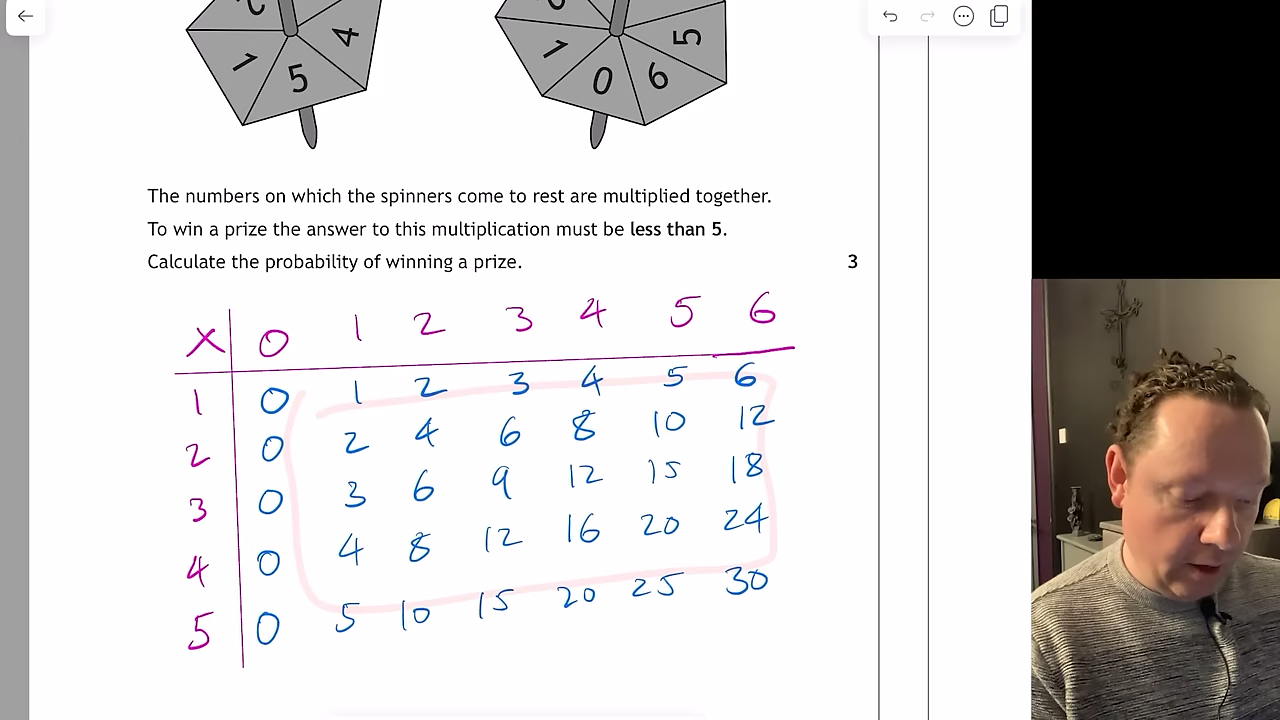 2 4
1 5
1 0 6 5
The numbers on which the spinners come to rest are multiplied together.
To win a prize the answer to this multiplication must be less than 5.
Calculate the probability of winning a prize. 3
× 0 1 2 3 4 5 6
1 0 1 2 3 4 5 6
2 0 2 4 6 8 10 12
3 0 3 6 9 12 15 18
4 0 4 8 12 16 20 24
5 0 5 10 15 20 25 30